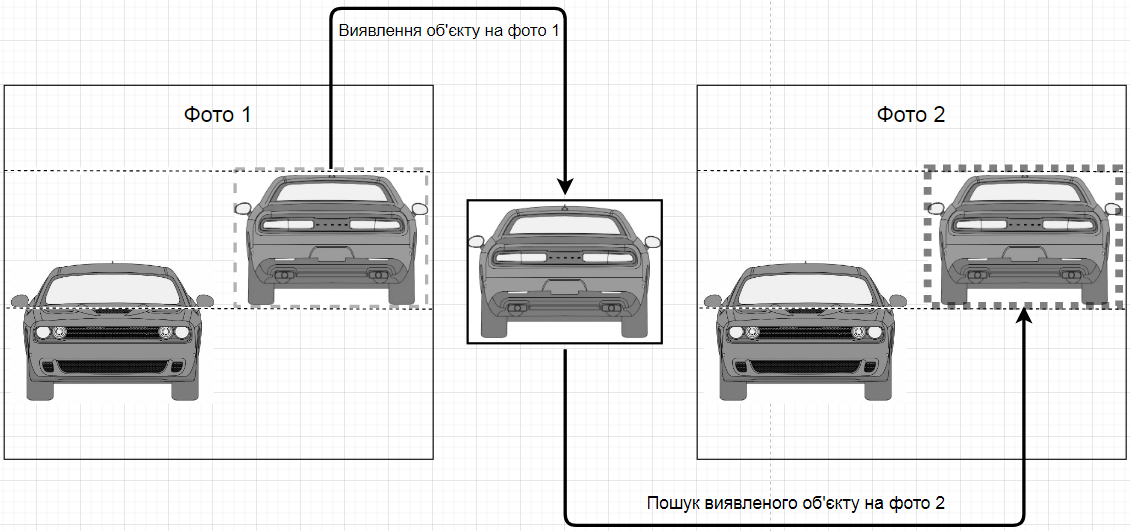 Виявлення об'єкту на фото 1
Фото 1
Фото 2
Пошук виявленого об'єкту на фото 2